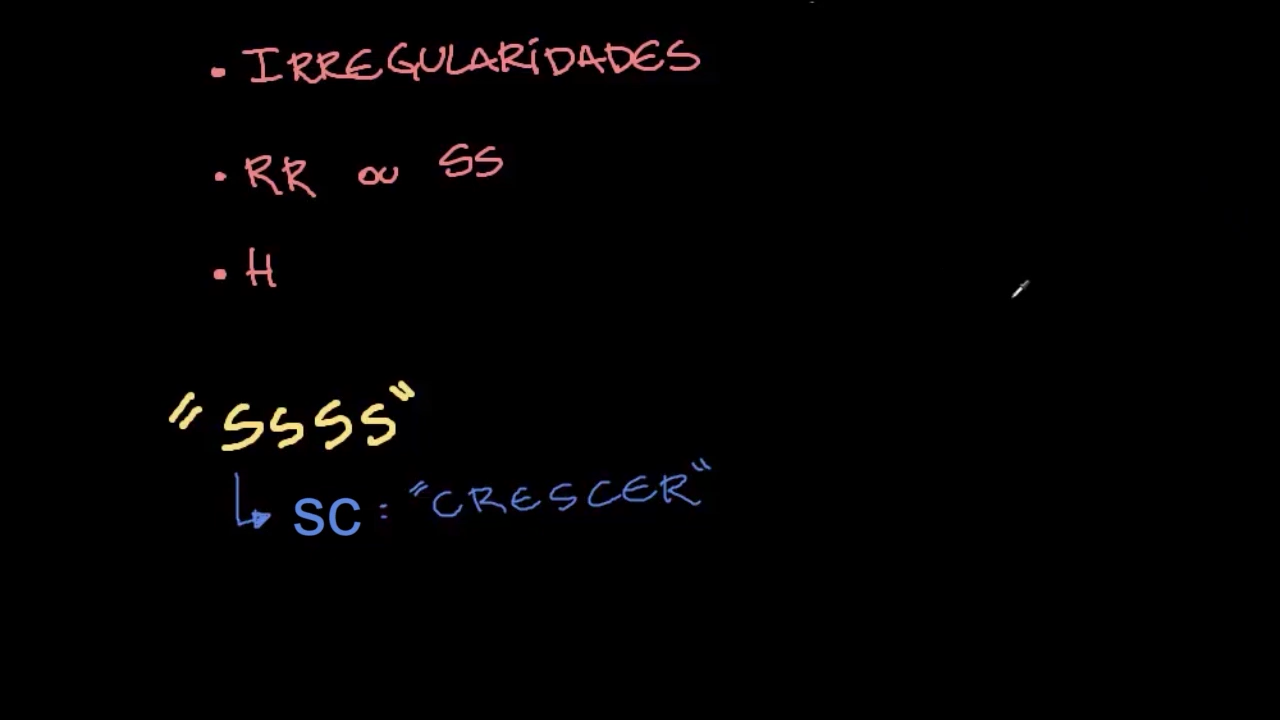 • IRREGULARIDADES
• RR ou SS
• H
"SSSS"
↳ SC : "CRESCER"